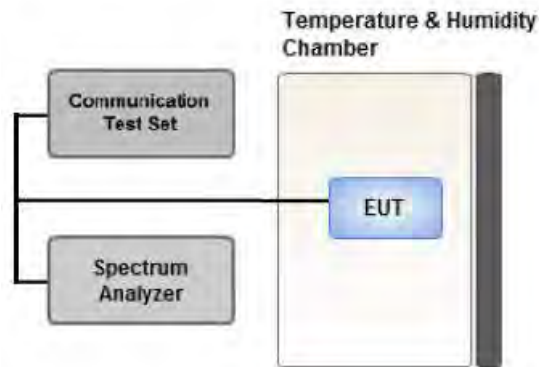 Temperature & Humidity
Chamber
Communication
Test Set
EUT
Spectrum
Analyzer